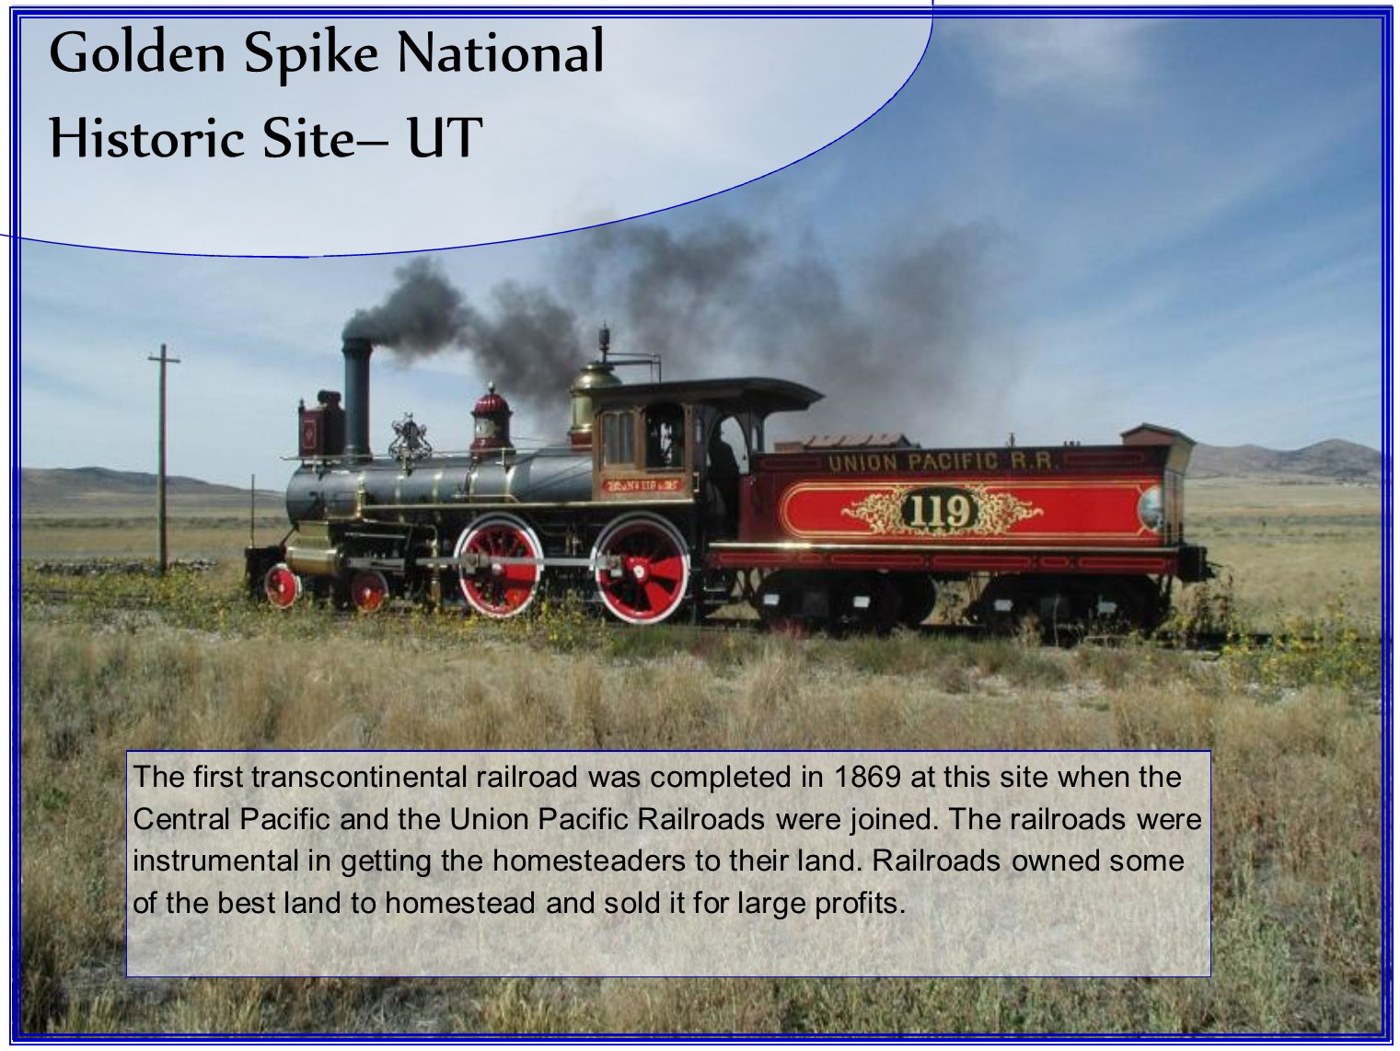 Golden Spike National
Historic Site– UT
UNION PACIFIC R.R.
119
The first transcontinental railroad was completed in 1869 at this site when the
Central Pacific and the Union Pacific Railroads were joined. The railroads were
instrumental in getting the homesteaders to their land. Railroads owned some
of the best land to homestead and sold it for large profits.